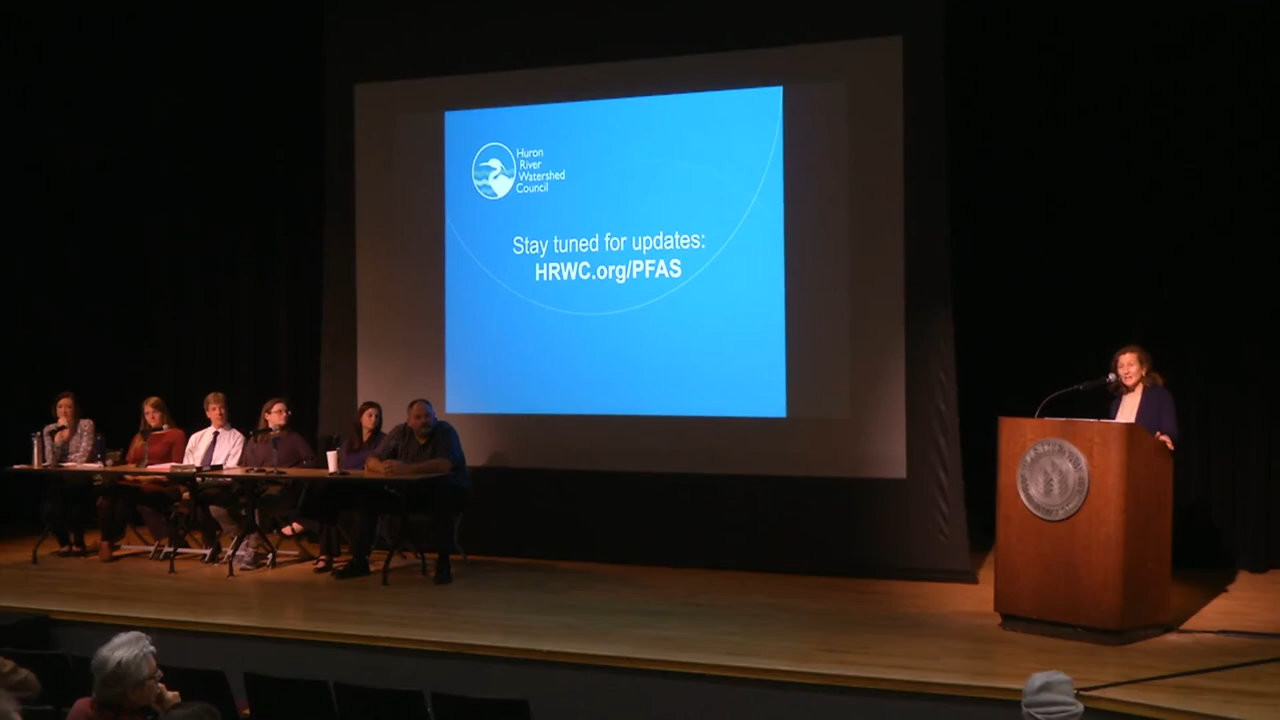 Huron
River
Watershed
Council
Stay tuned for updates:
HRWC.org/PFAS